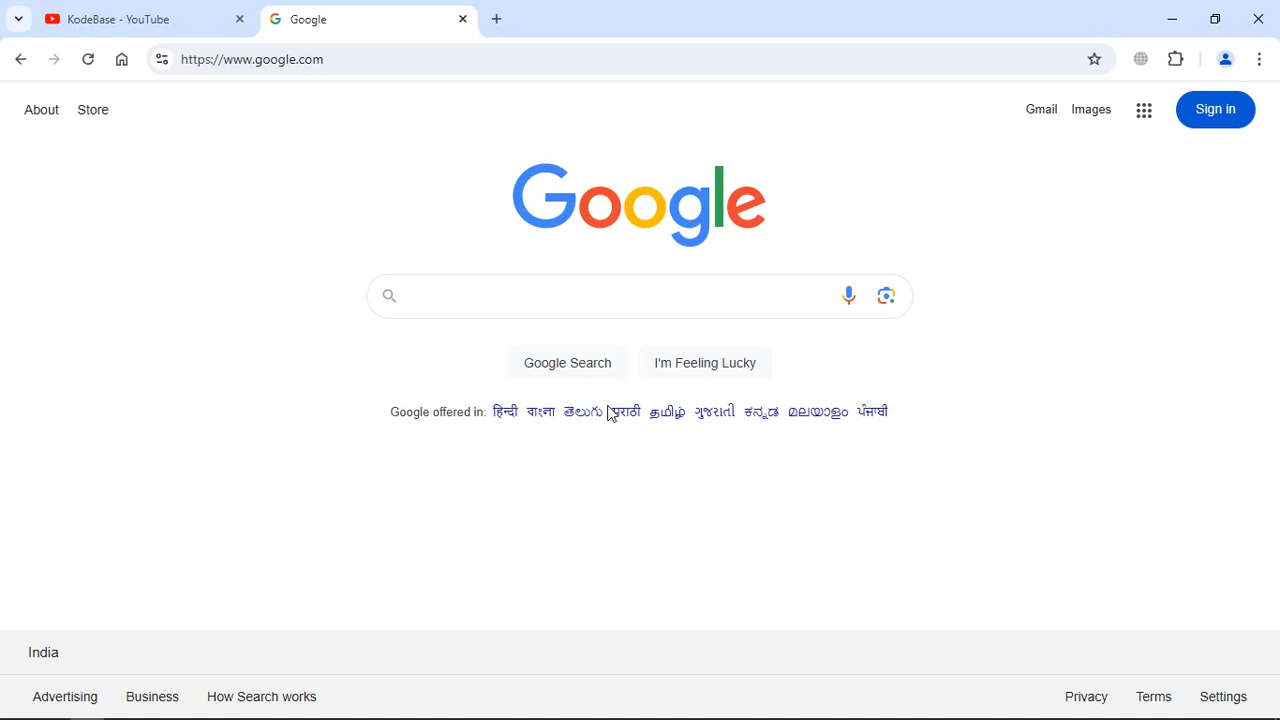 KodeBase - YouTube
Google
https://www.google.com
About Store
Gmail Images Sign in
Google
Google Search I'm Feeling Lucky
Google offered in: हिन्दी বাংলা తెలుగు मराठी தமிழ் ગુજરાતી ಕನ್ನಡ മലയാളം ਪੰਜਾਬੀ
India
Advertising Business How Search works
Privacy Terms Settings